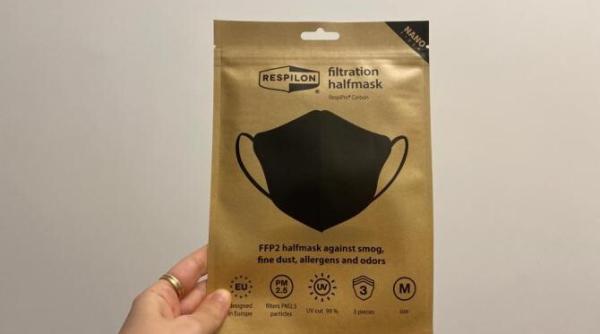 NANO
RESPILON®
filtration
halfmask
RespiPro® Carbon
FFP2 halfmask against smog,
fine dust, allergens and odors
EU
PM
2.5
UV
3
M
designed
in Europe
filters PM2.5
particles
UV cut 99 %
3 pieces
size